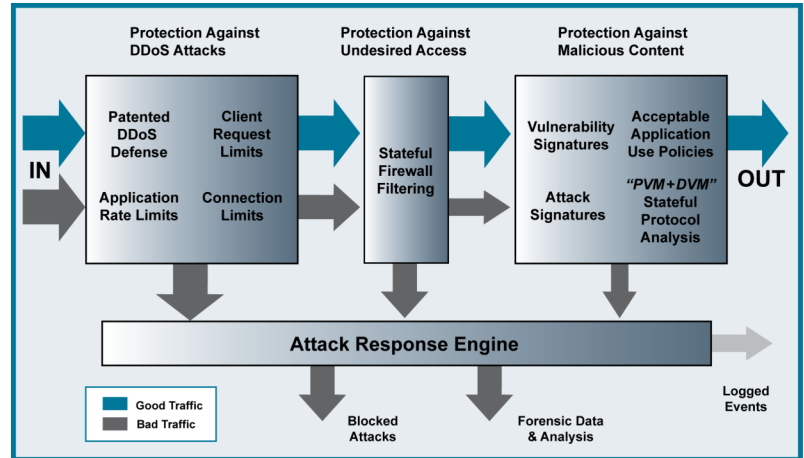 Protection Against
DDoS Attacks
Protection Against
Undesired Access
Protection Against
Malicious Content
IN
Patented
DDoS
Defense
Client
Request
Limits
Application
Rate Limits
Connection
Limits
Stateful
Firewall
Filtering
Vulnerability
Signatures
Acceptable
Application
Use Policies
Attack
Signatures
“PVM+DVM”
Stateful
Protocol
Analysis
OUT
Attack Response Engine
Good Traffic
Bad Traffic
Blocked
Attacks
Forensic Data
& Analysis
Logged
Events